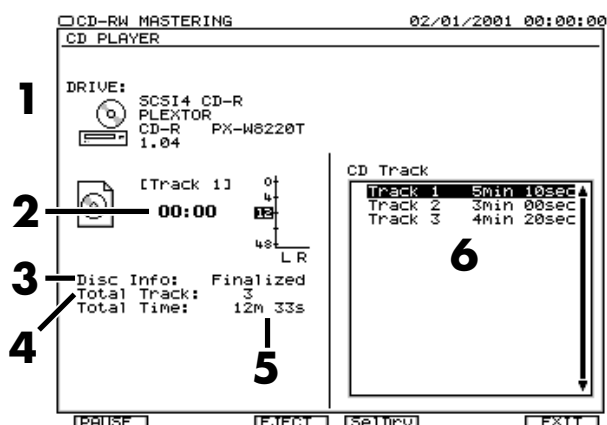 CD-RW MASTERING 02/01/2001 00:00:00
CD PLAYER
1
DRIVE:
SCSI4 CD-R
PLEXTOR
CD-R PX-W8220T
1.04
2
[Track 1]
00:00
0
4
12
48
L R
3
Disc Info: Finalized
4
Total Track: 3
Total Time: 12m 33s
5
CD Track
Track 1 5min 10sec
Track 2 3min 00sec
Track 3 4min 20sec
6
PAUSE EJECT SelDrv EXIT